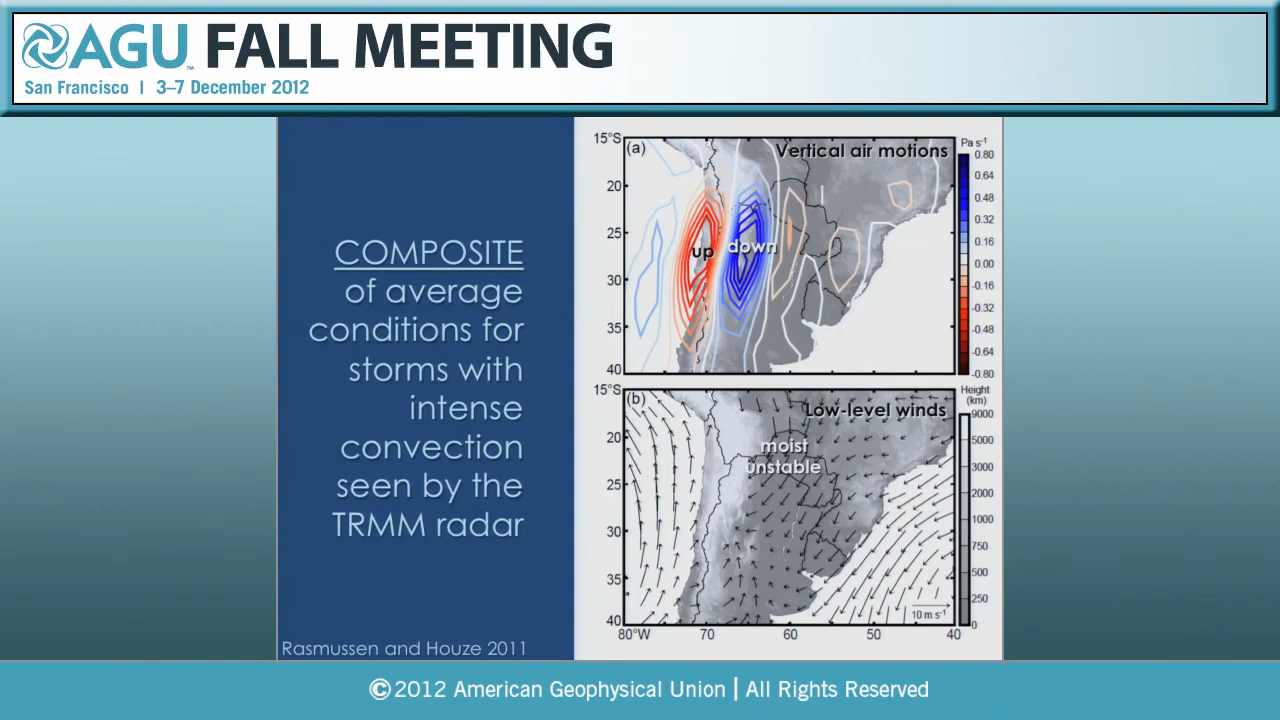 AGU™ FALL MEETING
San Francisco | 3–7 December 2012
COMPOSITE
of average
conditions for
storms with
intense
convection
seen by the
TRMM radar
Rasmussen and Houze 2011
15°S
20
25
30
35
40
(a)
Vertical air motions
up
down
Pa s⁻¹
0.80
0.64
0.48
0.32
0.16
0.00
-0.16
-0.32
-0.48
-0.64
-0.80
15°S
20
25
30
35
40
(b)
Low-level winds
moist
unstable
10 m s⁻¹
80°W 70 60 50 40
Height
(km)
9000
5000
3000
2000
1000
750
500
250
0
©2012 American Geophysical Union | All Rights Reserved